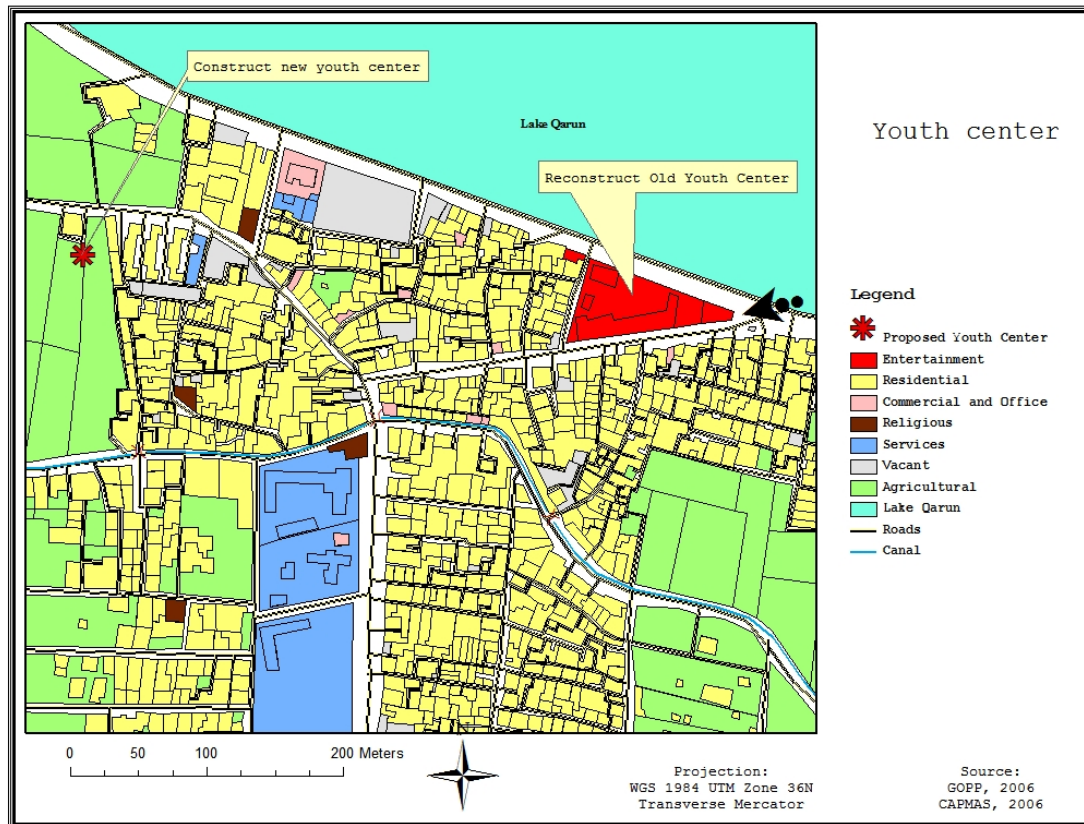 Construct new youth center
Lake Qarun
Reconstruct Old Youth Center
Youth center
Legend
Proposed Youth Center
Entertainment
Residential
Commercial and Office
Religious
Services
Vacant
Agricultural
Lake Qarun
Roads
Canal
0 50 100 200 Meters
Projection:
WGS 1984 UTM Zone 36N
Transverse Mercator
Source:
GOPP, 2006
CAPMAS, 2006